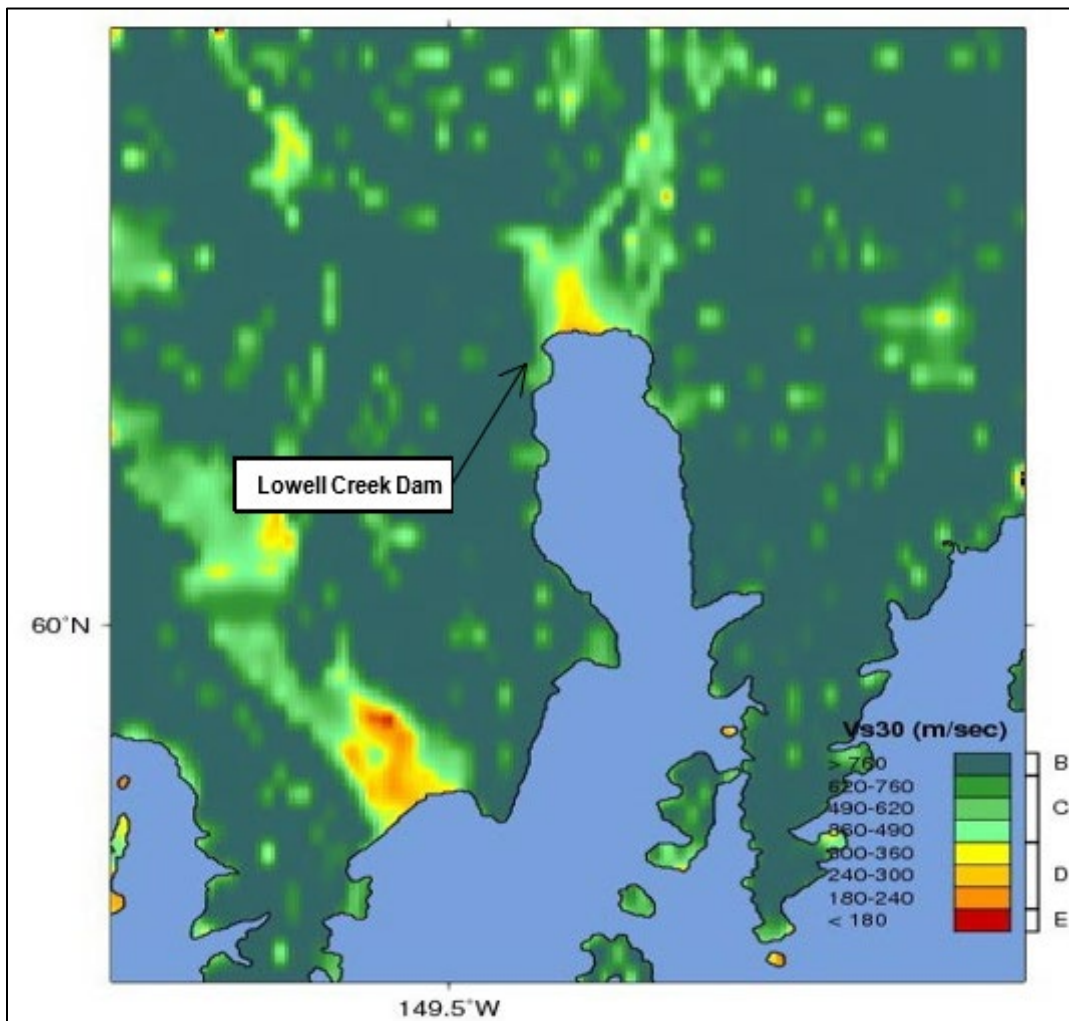 Lowell Creek Dam
60°N
Vs30 (m/sec)
> 760 B
620-760
490-620 C
360-490
300-360
240-300 D
180-240
< 180 E
149.5°W